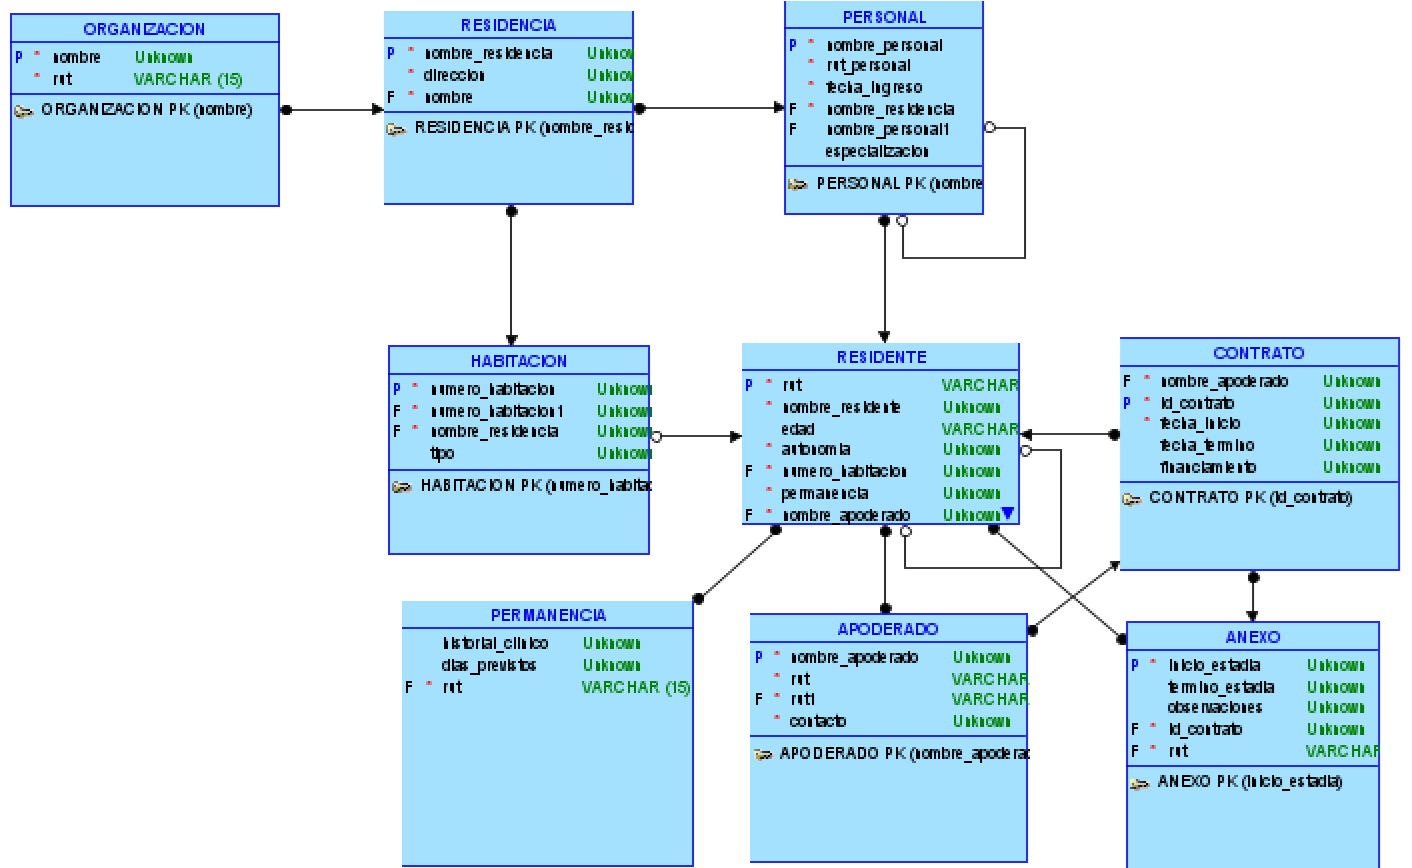 ORGANIZACION
P * nombre Unknown
* rut VARCHAR (15)
ORGANIZACION PK (nombre)
RESIDENCIA
P * nombre_residencia Unknow
* direccion Unknow
F * nombre Unknow
RESIDENCIA PK (nombre_resid
PERSONAL
P * nombre_personal
* rut_personal
* fecha_ingreso
F * nombre_residencia
F nombre_personal1
especializacion
PERSONAL PK (nombre
HABITACION
P * numero_habitacion Unknown
F * numero_habitacion1 Unknown
F * nombre_residencia Unknown
tipo Unknown
HABITACION PK (numero_habitac
RESIDENTE
P * rut VARCHAR
* nombre_residente Unknown
edad VARCHAR
* autonomia Unknown
F * numero_habitacion Unknown
* permanencia Unknown
F * nombre_apoderado Unknown
CONTRATO
F * nombre_apoderado Unknown
P * id_contrato Unknown
* fecha_inicio Unknown
fecha_termino Unknown
financiamiento Unknown
CONTRATO PK (id_contrato)
PERMANENCIA
historial_clinico Unknown
dias_previstos Unknown
F * rut VARCHAR (15)
APODERADO
P * nombre_apoderado Unknown
* rut VARCHAR
F * rut1 VARCHAR
* contacto Unknown
APODERADO PK (nombre_apoderad
ANEXO
P * inicio_estadia Unknown
termino_estadia Unknown
observaciones Unknown
F * id_contrato Unknown
F * rut VARCHAR
ANEXO PK (inicio_estadia)